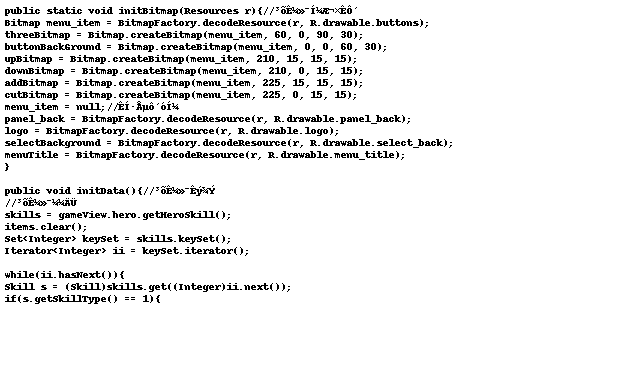 public static void initBitmap(Resources r){//³õÊ¼»¯Í¼Æ¬×ÊÔ´
Bitmap menu_item = BitmapFactory.decodeResource(r, R.drawable.buttons);
threeBitmap = Bitmap.createBitmap(menu_item, 60, 0, 90, 30);
buttonBackGround = Bitmap.createBitmap(menu_item, 0, 0, 60, 30);
upBitmap = Bitmap.createBitmap(menu_item, 210, 15, 15, 15);
downBitmap = Bitmap.createBitmap(menu_item, 210, 0, 15, 15);
addBitmap = Bitmap.createBitmap(menu_item, 225, 15, 15, 15);
cutBitmap = Bitmap.createBitmap(menu_item, 225, 0, 15, 15);
menu_item = null;//ÊÍ·Åµô´óÍ¼
panel_back = BitmapFactory.decodeResource(r, R.drawable.panel_back);
logo = BitmapFactory.decodeResource(r, R.drawable.logo);
selectBackground = BitmapFactory.decodeResource(r, R.drawable.select_back);
menuTitle = BitmapFactory.decodeResource(r, R.drawable.menu_title);
}
public void initData(){//³õÊ¼»¯Êý¾Ý
//³õÊ¼»¯¼¼ÄÜ
skills = gameView.hero.getHeroSkill();
items.clear();
Set<Integer> keySet = skills.keySet();
Iterator<Integer> ii = keySet.iterator();
while(ii.hasNext()){
Skill s = (Skill)skills.get((Integer)ii.next());
if(s.getSkillType() == 1){